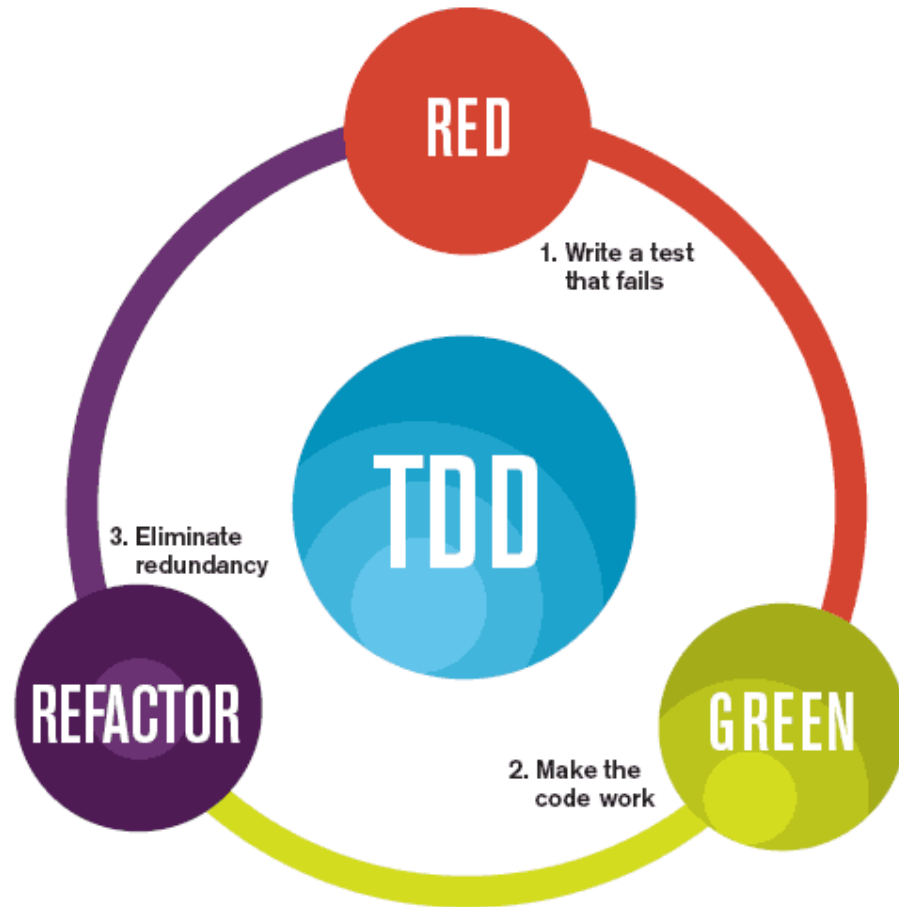 RED
1. Write a test
that fails
TDD
3. Eliminate
redundancy
REFACTOR
GREEN
2. Make the
code work